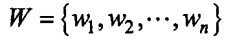 W = {w₁, w₂, ⋯, wₙ}